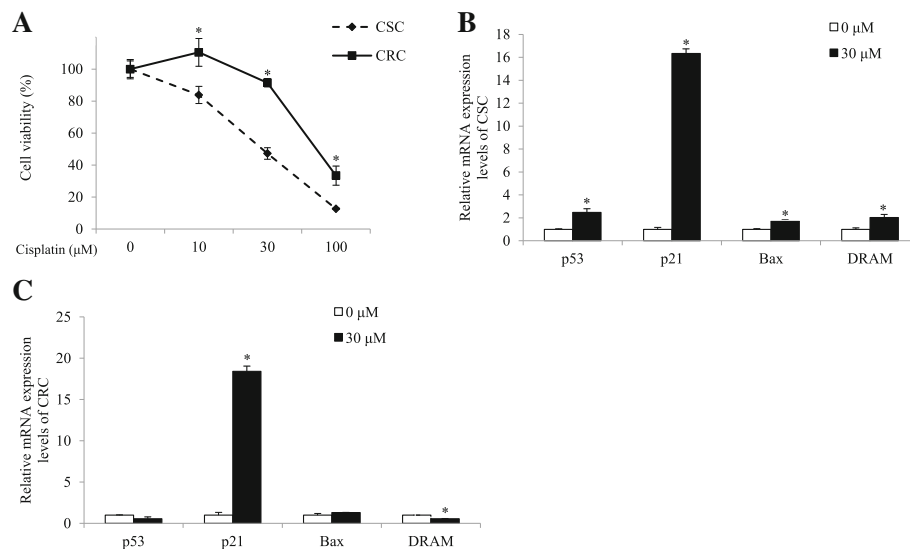 A
CSC
CRC
Cell viability (%)
120
100
80
60
40
20
0
*
*
*
Cisplatin (μM)
0
10
30
100
B
0 μM
30 μM
Relative mRNA expression
levels of CSC
18
16
14
12
10
8
6
4
2
0
*
*
*
*
p53
p21
Bax
DRAM
C
0 μM
30 μM
Relative mRNA expression
levels of CRC
25
20
15
10
5
0
*
*
p53
p21
Bax
DRAM